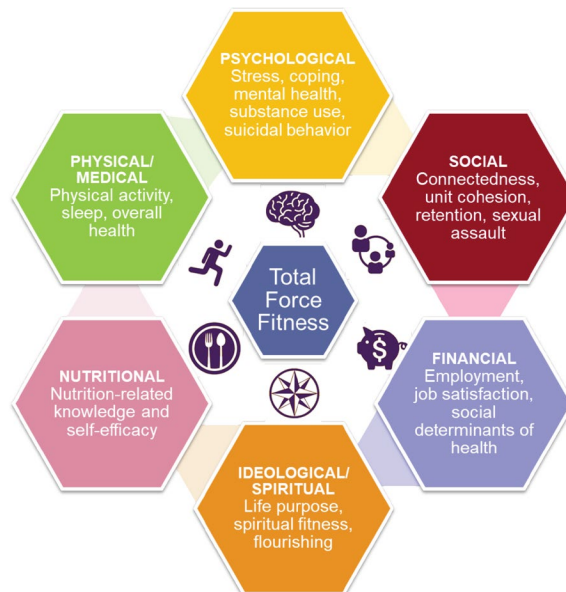 PSYCHOLOGICAL
Stress, coping,
mental health,
substance use,
suicidal behavior
PHYSICAL/
MEDICAL
Physical activity,
sleep, overall
health
SOCIAL
Connectedness,
unit cohesion,
retention, sexual
assault
Total
Force
Fitness
$
NUTRITIONAL
Nutrition-related
knowledge and
self-efficacy
FINANCIAL
Employment,
job satisfaction,
social
determinants of
health
IDEOLOGICAL/
SPIRITUAL
Life purpose,
spiritual fitness,
flourishing